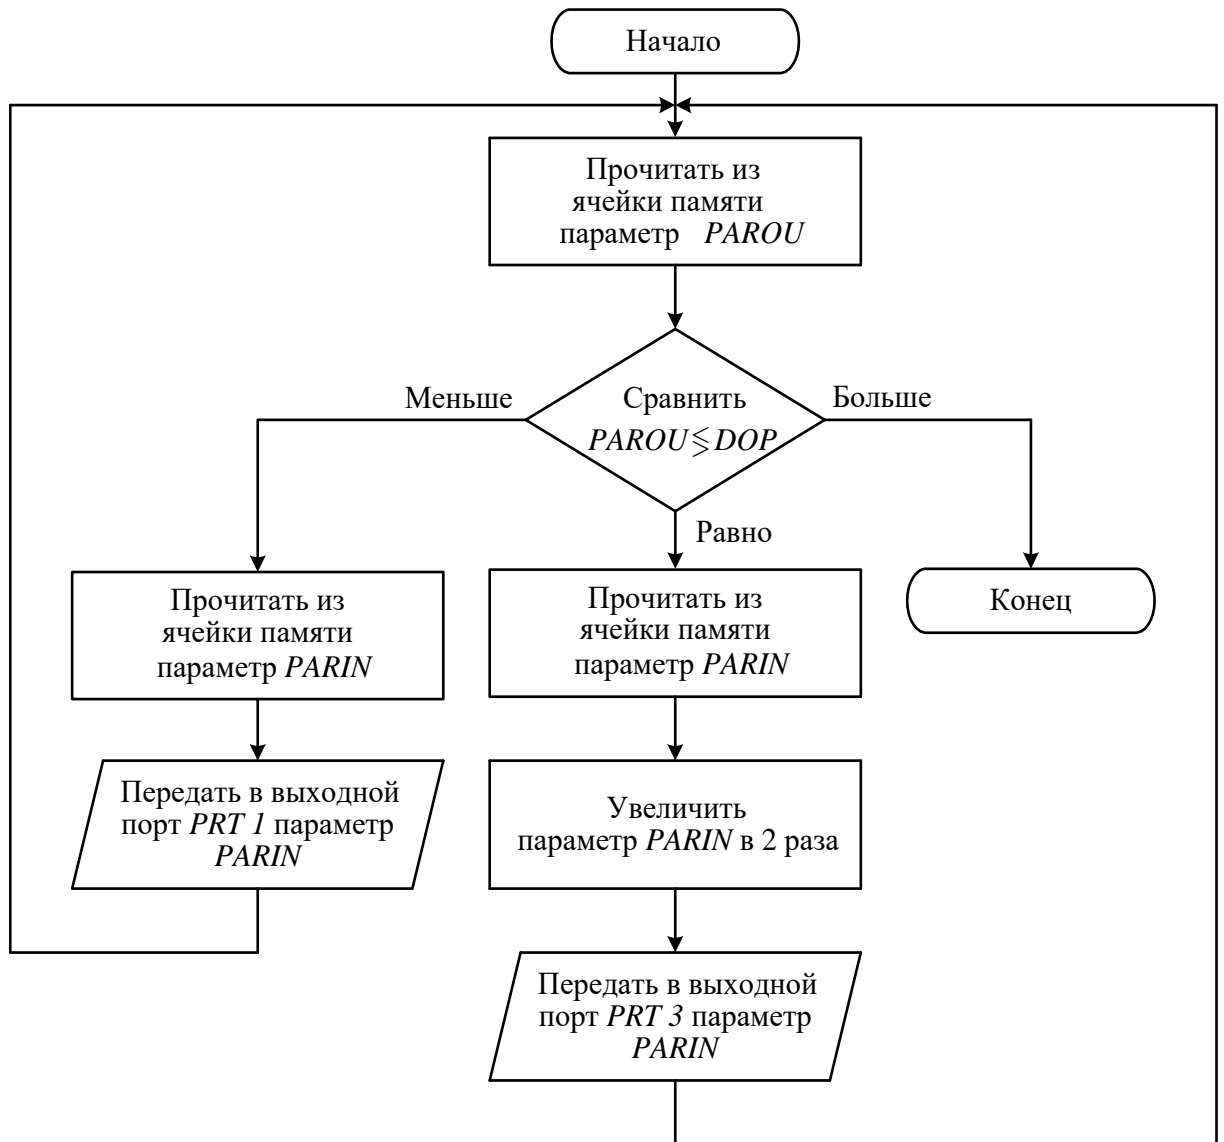 Начало
Прочитать из
ячейки памяти
параметр PAROU
Меньше
Сравнить
PAROU⋚DOP
Больше
Равно
Прочитать из
ячейки памяти
параметр PARIN
Прочитать из
ячейки памяти
параметр PARIN
Конец
Передать в выходной
порт PRT 1 параметр
PARIN
Увеличить
параметр PARIN в 2 раза
Передать в выходной
порт PRT 3 параметр
PARIN